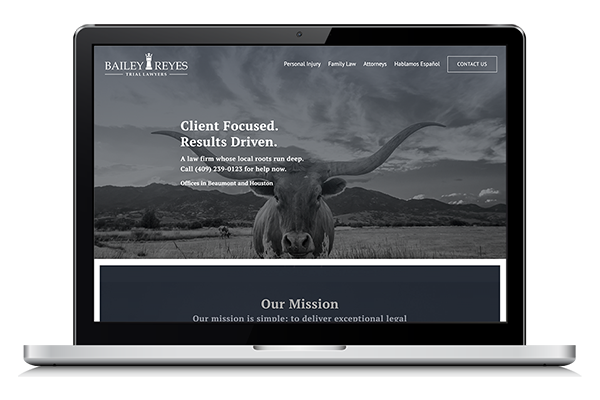 BAILEY REYES
TRIAL LAWYERS
Personal Injury Family Law Attorneys Hablamos Español CONTACT US
Client Focused.
Results Driven.
A law firm whose local roots run deep.
Call (409) 239-0123 for help now.
Offices in Beaumont and Houston
Our Mission
Our mission is simple: to deliver exceptional legal